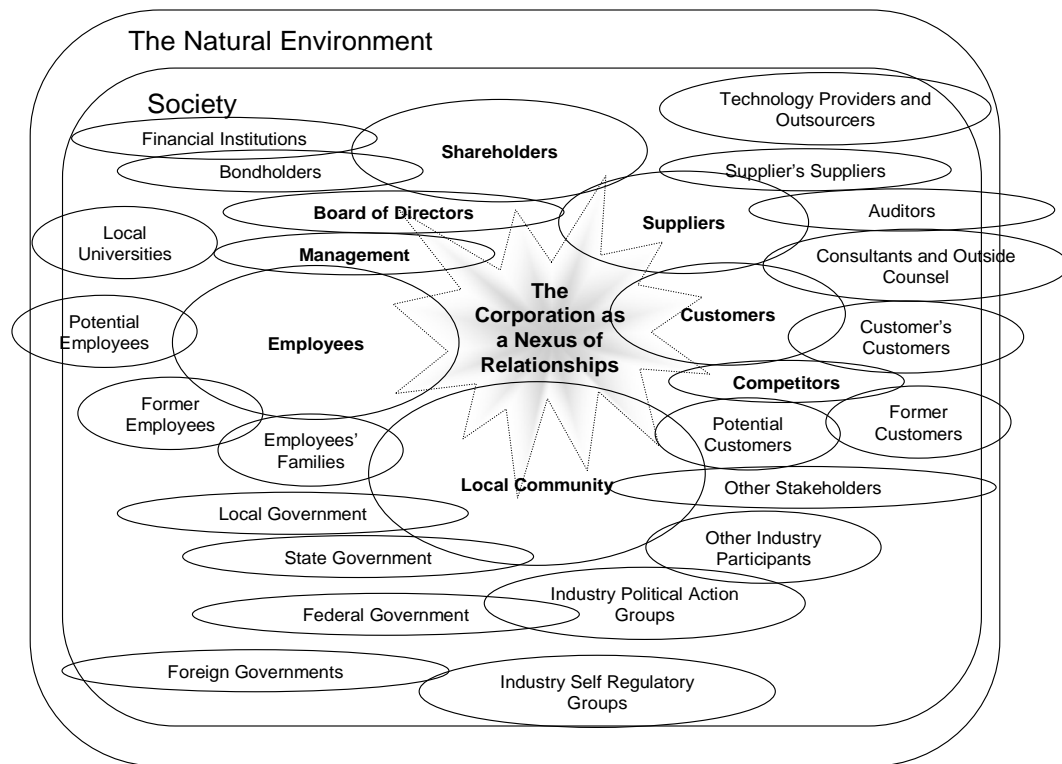 The Natural Environment
Society
Technology Providers and
Outsourcers
Financial Institutions
Shareholders
Bondholders
Supplier's Suppliers
Board of Directors
Suppliers
Auditors
Local
Universities
Management
Consultants and Outside
Counsel
The
Corporation as
a Nexus of
Relationships
Customers
Potential
Employees
Employees
Customer's
Customers
Competitors
Former
Employees
Potential
Customers
Former
Customers
Employees'
Families
Local Community
Other Stakeholders
Local Government
Other Industry
Participants
State Government
Industry Political Action
Groups
Federal Government
Foreign Governments
Industry Self Regulatory
Groups